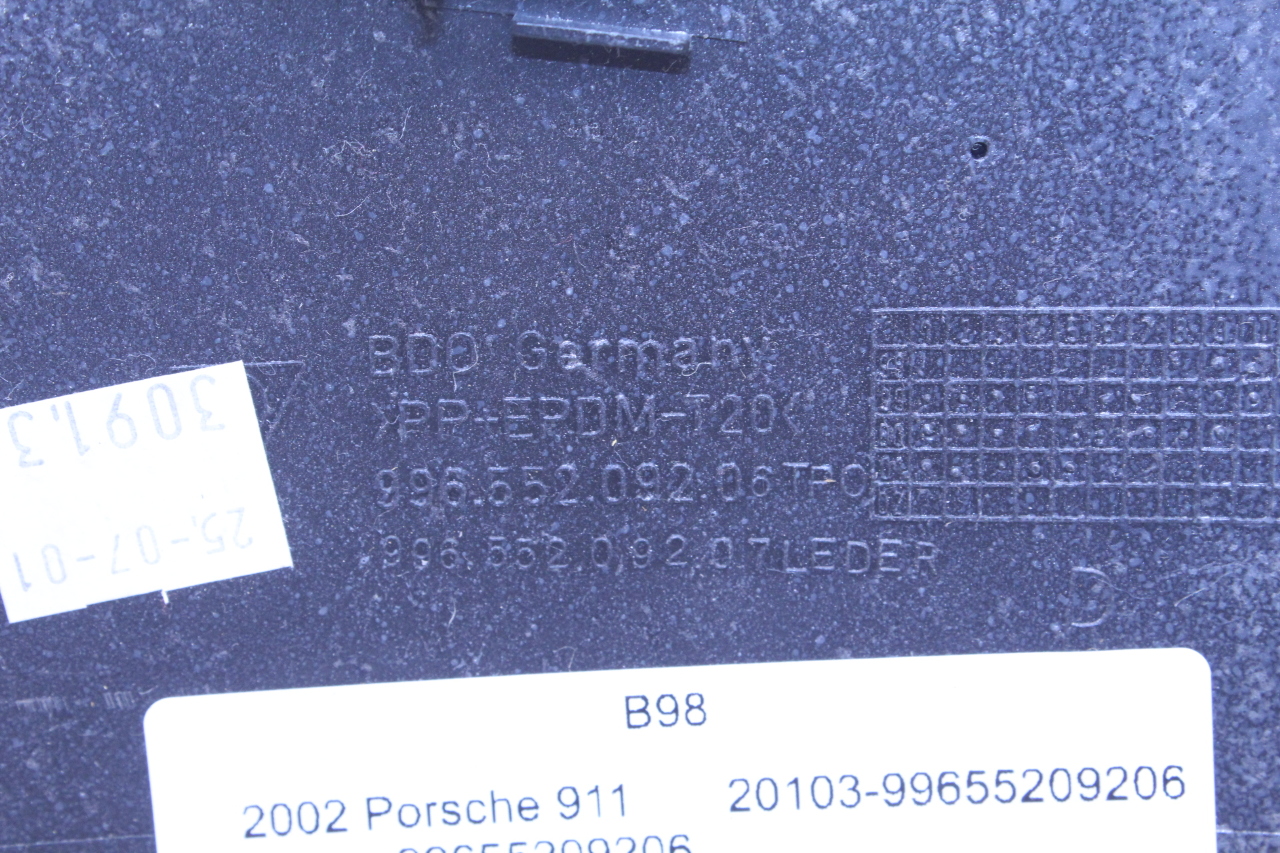 BDO Germany
>PP+EPDM-T20<
996.552.092.06 TPO
996.552.092.07 LEDER
D
3091.3
25.-07-01
B98
2002 Porsche 911 20103-99655209206
99655209206